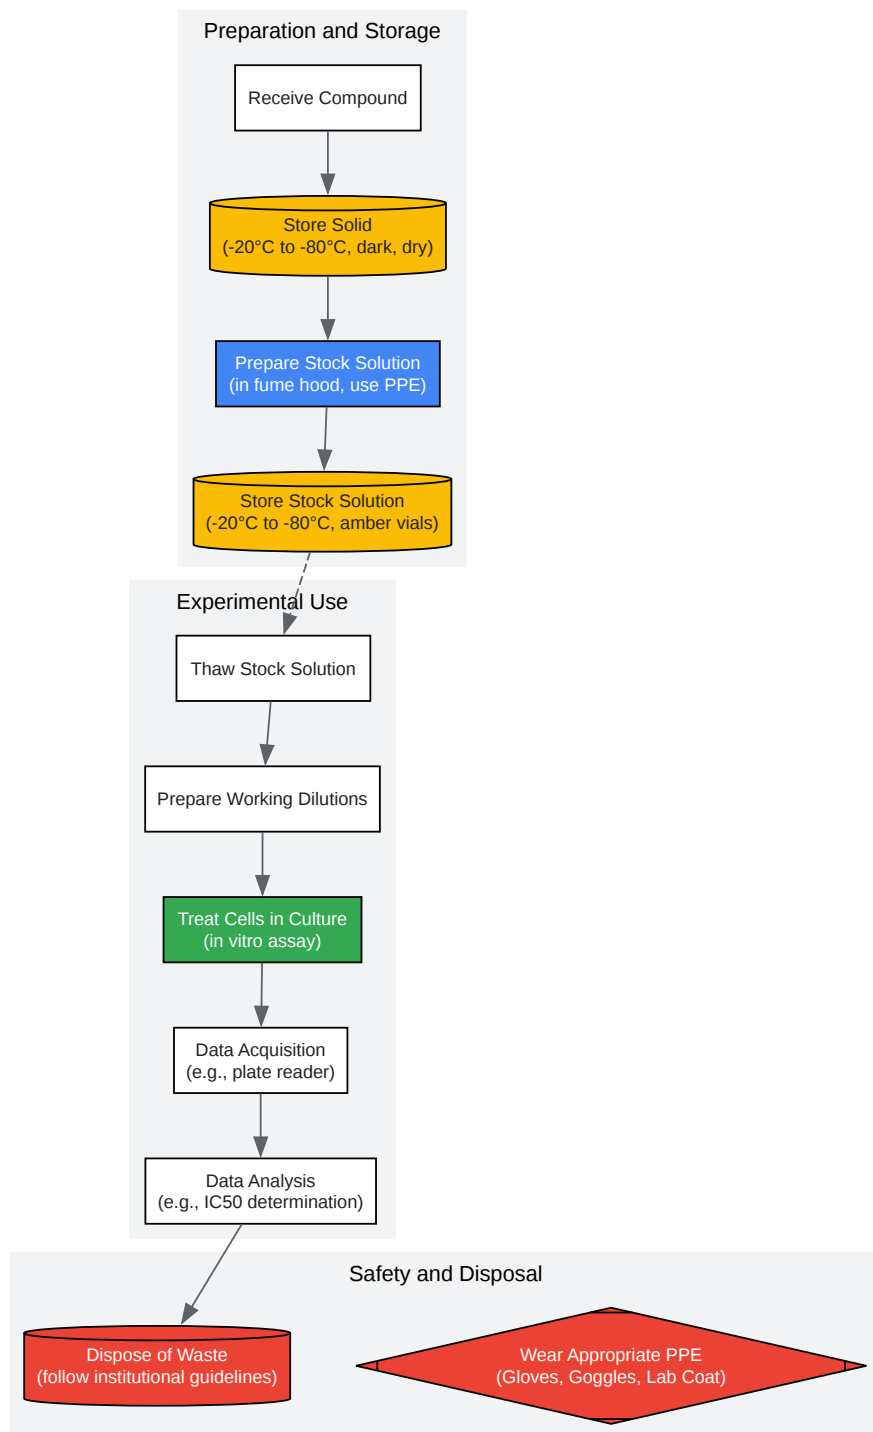 Preparation and Storage
Receive Compound
Store Solid
(-20°C to -80°C, dark, dry)
Prepare Stock Solution
(in fume hood, use PPE)
Store Stock Solution
(-20°C to -80°C, amber vials)
Experimental Use
Thaw Stock Solution
Prepare Working Dilutions
Treat Cells in Culture
(in vitro assay)
Data Acquisition
(e.g., plate reader)
Data Analysis
(e.g., IC50 determination)
Safety and Disposal
Dispose of Waste
(follow institutional guidelines)
Wear Appropriate PPE
(Gloves, Goggles, Lab Coat)